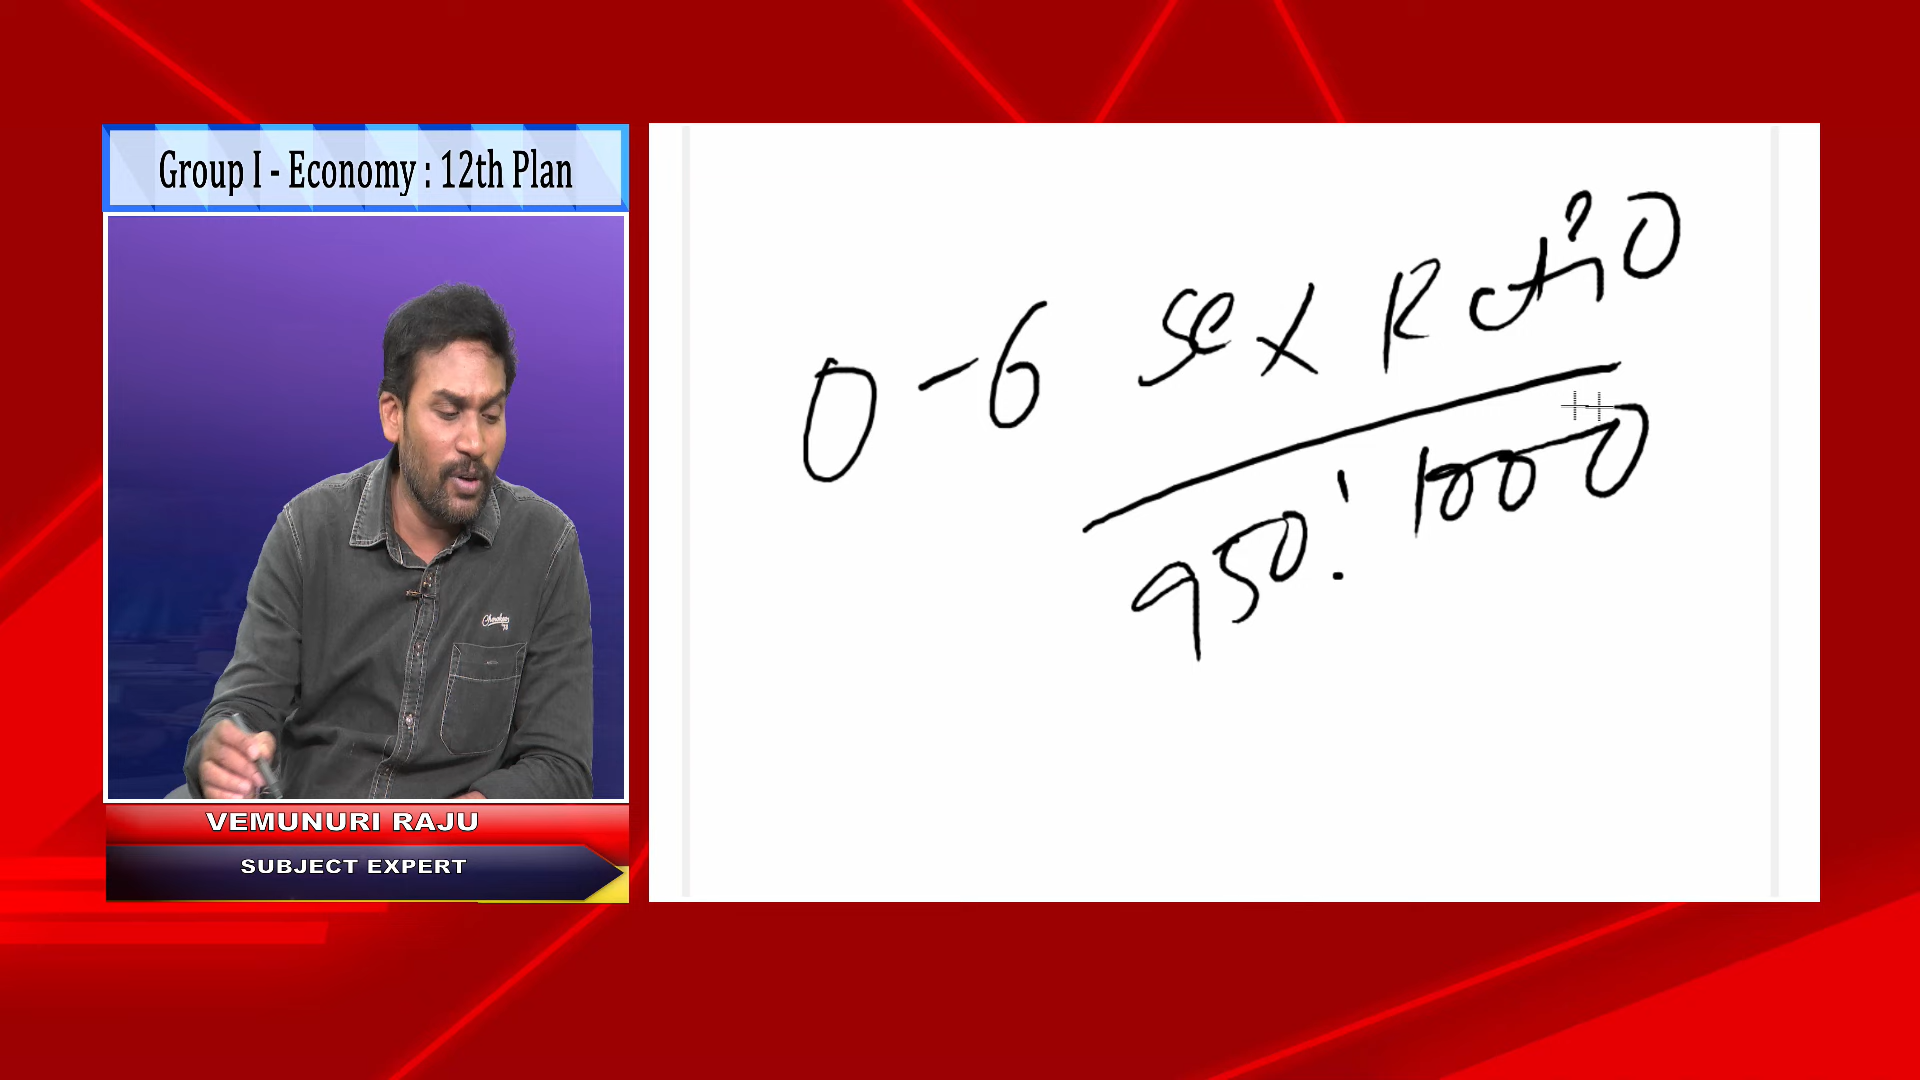 Group I - Economy : 12th Plan
0-6 Sex Ratio
950 : 1000
VEMUNURI RAJU
SUBJECT EXPERT